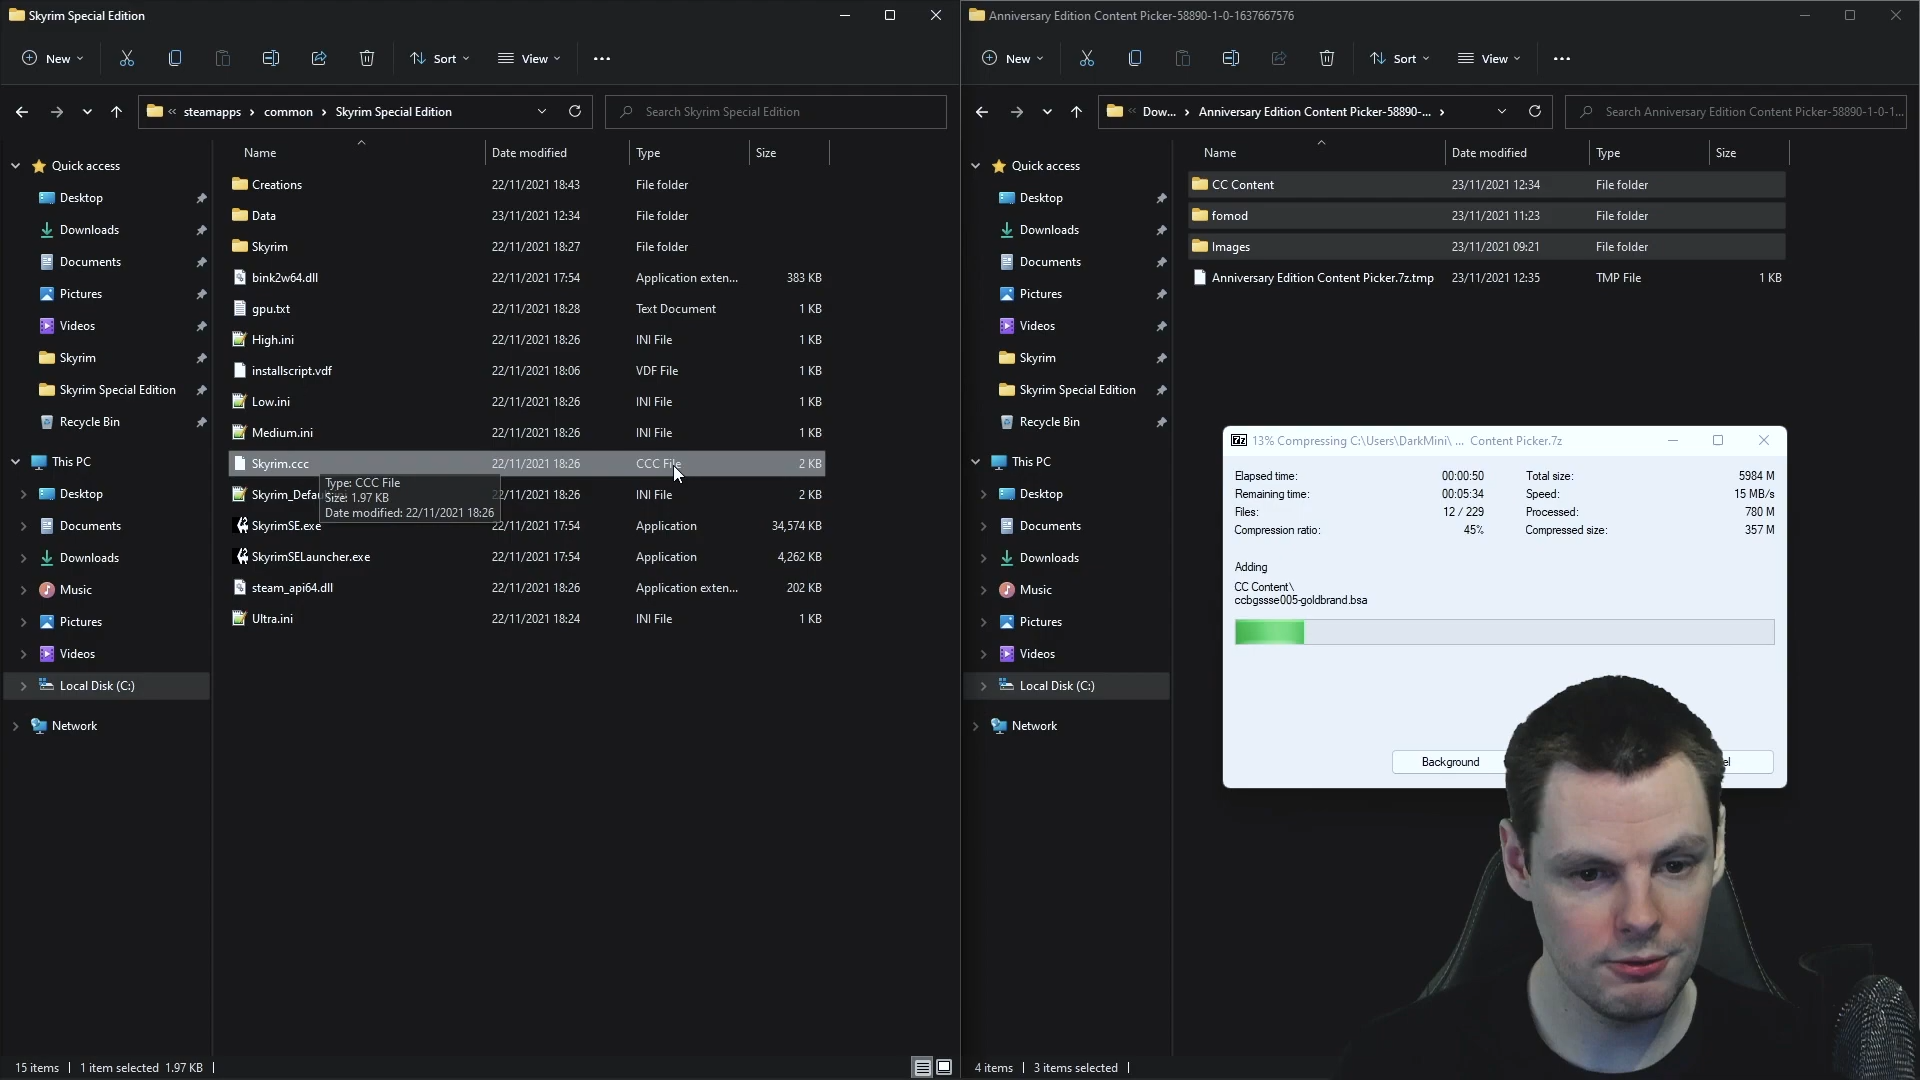 Skyrim Special Edition
New
Sort
View
steamapps
common
Skyrim Special Edition
Search Skyrim Special Edition
Name
Date modified
Type
Size
Quick access
Desktop
Downloads
Documents
Pictures
Videos
Skyrim
Skyrim Special Edition
Recycle Bin
This PC
Desktop
Documents
Downloads
Music
Pictures
Videos
Local Disk (C:)
Network
Creations 22/11/2021 18:43 File folder
Data 23/11/2021 12:34 File folder
Skyrim 22/11/2021 18:27 File folder
bink2w64.dll 22/11/2021 17:54 Application exten... 383 KB
gpu.txt 22/11/2021 18:28 Text Document 1 KB
High.ini 22/11/2021 18:26 INI File 1 KB
installscript.vdf 22/11/2021 18:06 VDF File 1 KB
Low.ini 22/11/2021 18:26 INI File 1 KB
Medium.ini 22/11/2021 18:26 INI File 1 KB
Skyrim.ccc 22/11/2021 18:26 CCC File 2 KB
Skyrim_Defau 22/11/2021 18:26 INI File 2 KB
SkyrimSE.exe 22/11/2021 17:54 Application 34,574 KB
SkyrimSELauncher.exe 22/11/2021 17:54 Application 4,262 KB
steam_api64.dll 22/11/2021 18:26 Application exten... 202 KB
Ultra.ini 22/11/2021 18:24 INI File 1 KB
Type: CCC File
Size: 1.97 KB
Date modified: 22/11/2021 18:26
15 items 1 item selected 1.97 KB
Anniversary Edition Content Picker-58890-1-0-1637667576
New
Sort
View
Dow...
Anniversary Edition Content Picker-58890-...
Search Anniversary Edition Content Picker-58890-1-0-1...
Name
Date modified
Type
Size
Quick access
Desktop
Downloads
Documents
Pictures
Videos
Skyrim
Skyrim Special Edition
Recycle Bin
This PC
Desktop
Documents
Downloads
Music
Pictures
Videos
Local Disk (C:)
Network
CC Content 23/11/2021 12:34 File folder
fomod 23/11/2021 11:23 File folder
Images 23/11/2021 09:21 File folder
Anniversary Edition Content Picker.7z.tmp 23/11/2021 12:35 TMP File 1 KB
7z
13% Compressing C:\Users\DarkMini\ ... Content Picker.7z
Elapsed time: 00:00:50 Total size: 5984 M
Remaining time: 00:05:34 Speed: 15 MB/s
Files: 12 / 229 Processed: 780 M
Compression ratio: 45% Compressed size: 357 M
Adding
CC Content\
ccbgssse005-goldbrand.bsa
Background
el
4 items 3 items selected